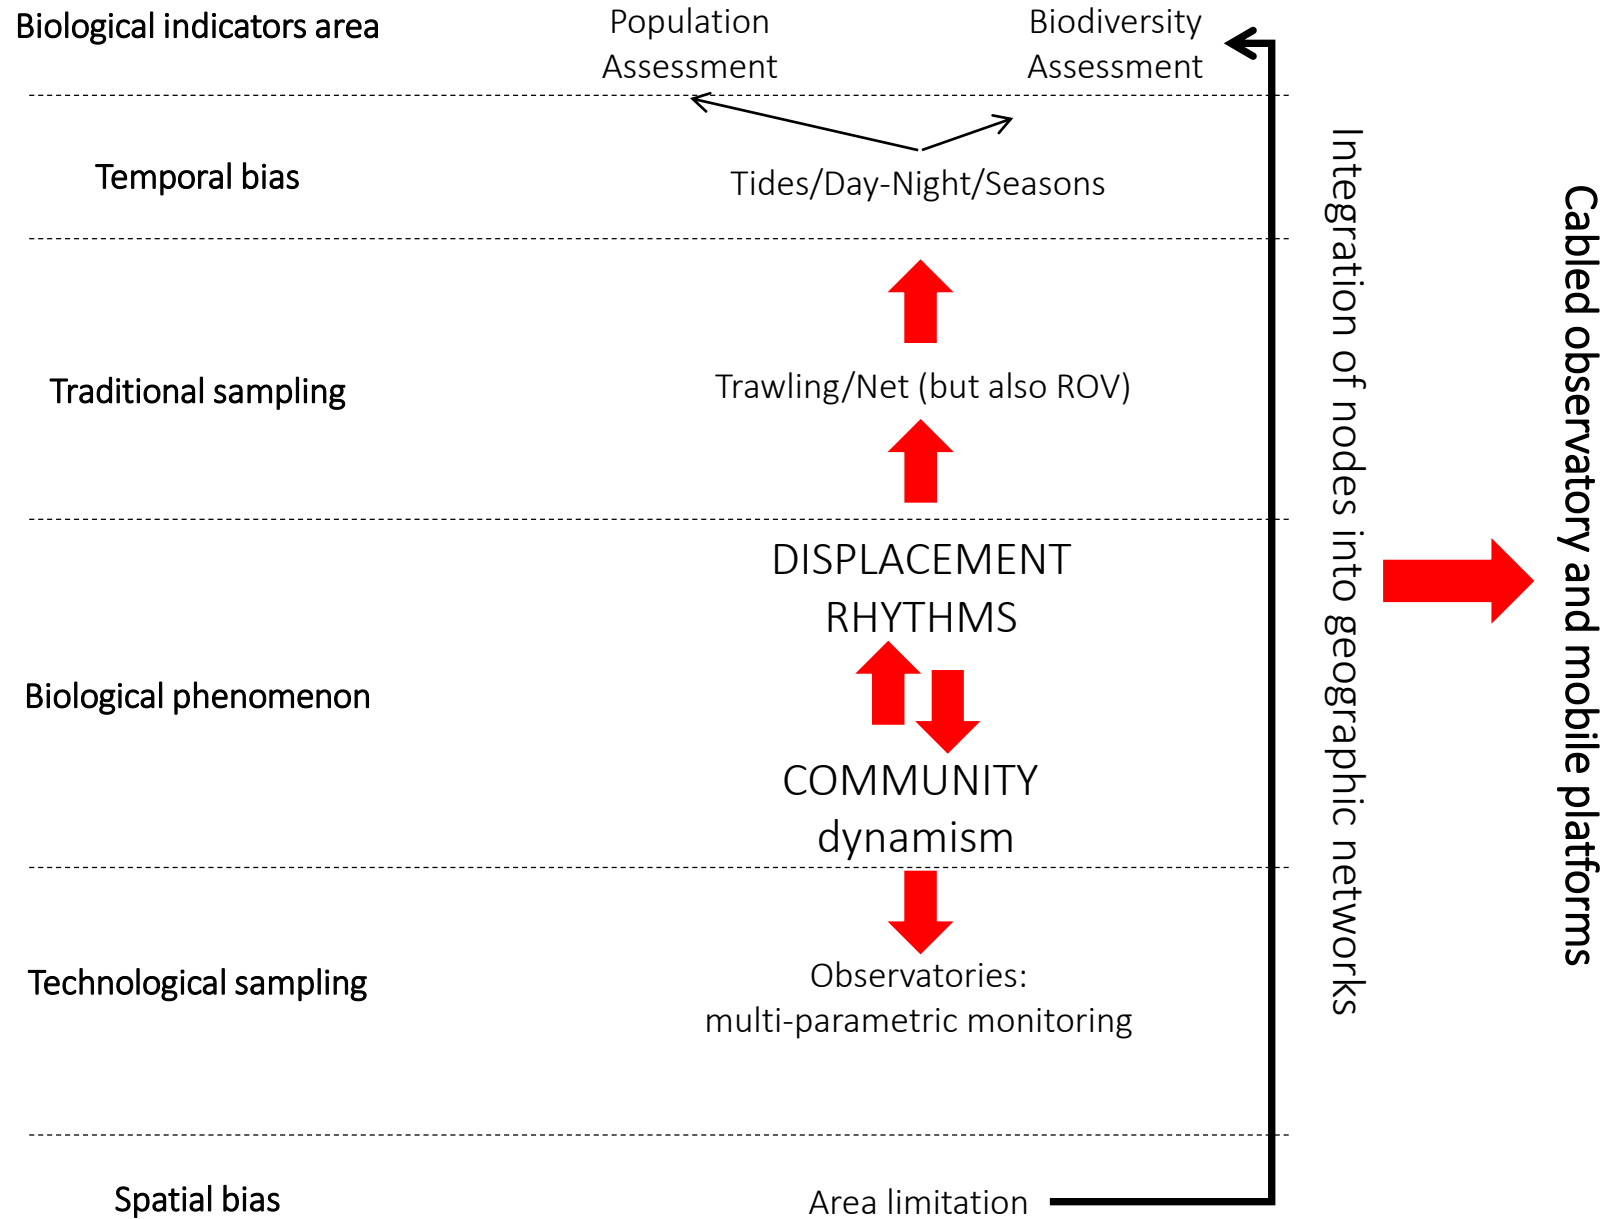 Biological indicators area
Population
Assessment
Biodiversity
Assessment
Temporal bias
Tides/Day-Night/Seasons
Traditional sampling
Trawling/Net (but also ROV)
Biological phenomenon
DISPLACEMENT
RHYTHMS
COMMUNITY
dynamism
Technological sampling
Observatories:
multi-parametric monitoring
Spatial bias
Area limitation
Integration of nodes into geographic networks
Cabled observatory and mobile platforms